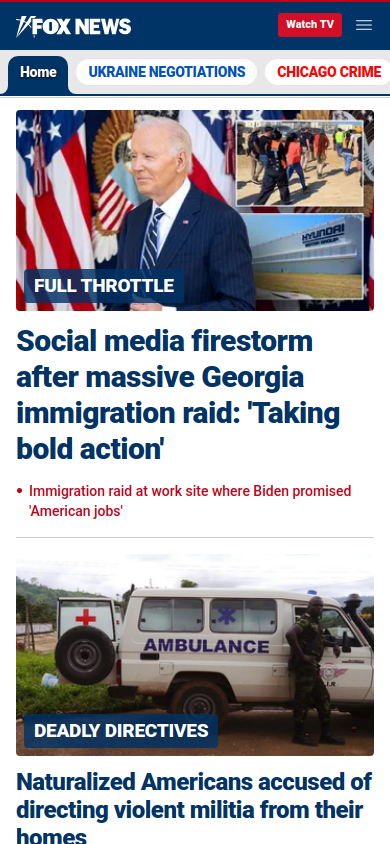 FOX NEWS
Watch TV
Home
UKRAINE NEGOTIATIONS
CHICAGO CRIME
HYUNDAI
MOTOR GROUP
FULL THROTTLE
Social media firestorm
after massive Georgia
immigration raid: 'Taking
bold action'
• Immigration raid at work site where Biden promised
'American jobs'
AMBULANCE
DEADLY DIRECTIVES
Naturalized Americans accused of
directing violent militia from their
homes